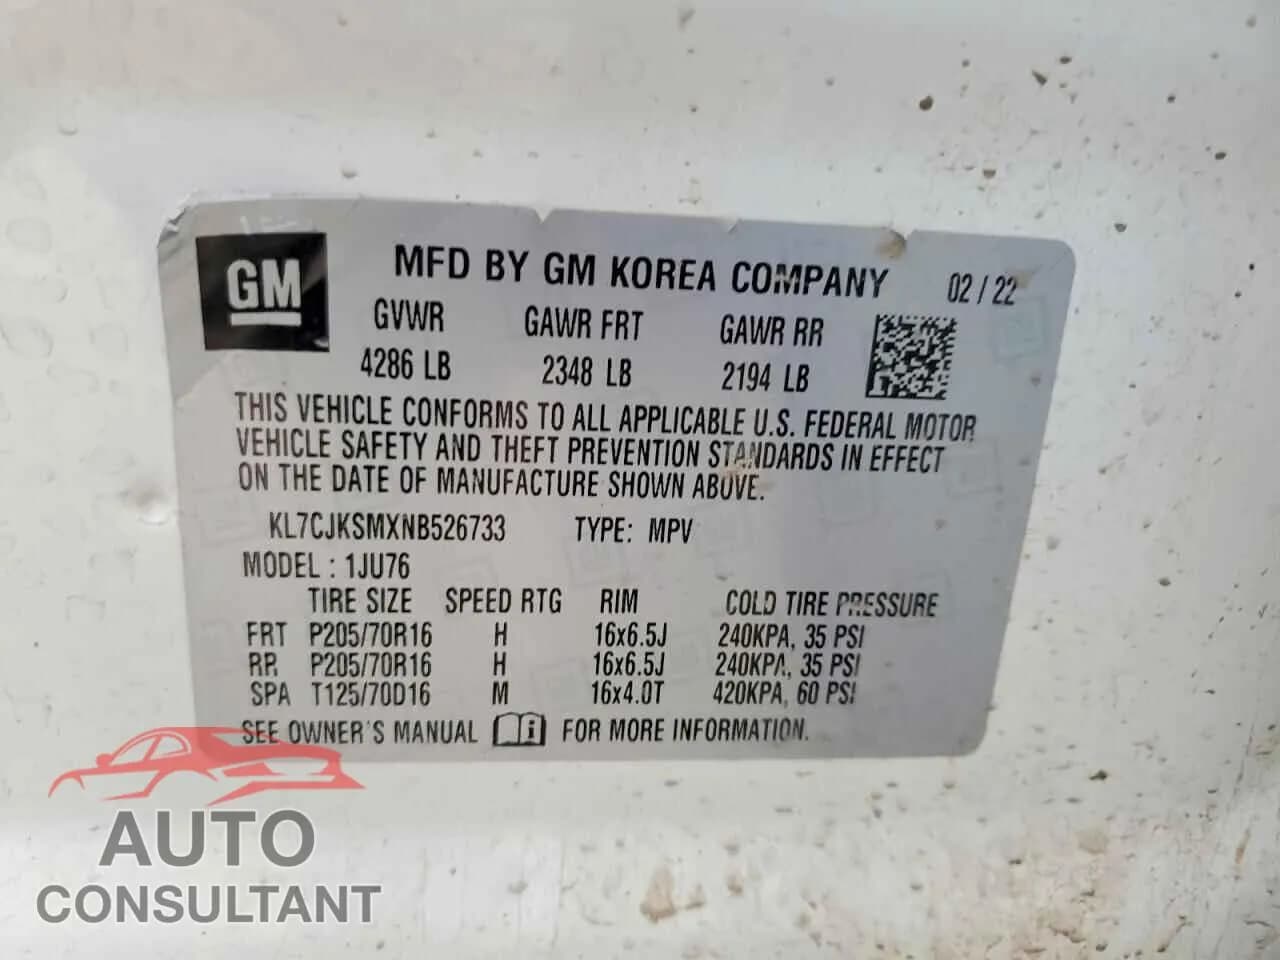 GM
MFD BY GM KOREA COMPANY 02 / 22
GVWR GAWR FRT GAWR RR
4286 LB 2348 LB 2194 LB
THIS VEHICLE CONFORMS TO ALL APPLICABLE U.S. FEDERAL MOTOR
VEHICLE SAFETY AND THEFT PREVENTION STANDARDS IN EFFECT
ON THE DATE OF MANUFACTURE SHOWN ABOVE.
KL7CJKSMXNB526733 TYPE: MPV
MODEL : 1JU76
TIRE SIZE SPEED RTG RIM COLD TIRE PRESSURE
FRT P205/70R16 H 16x6.5J 240KPA, 35 PSI
RR P205/70R16 H 16x6.5J 240KPA, 35 PSI
SPA T125/70D16 M 16x4.0T 420KPA, 60 PSI
SEE OWNER'S MANUAL FOR MORE INFORMATION.
AUTO
CONSULTANT